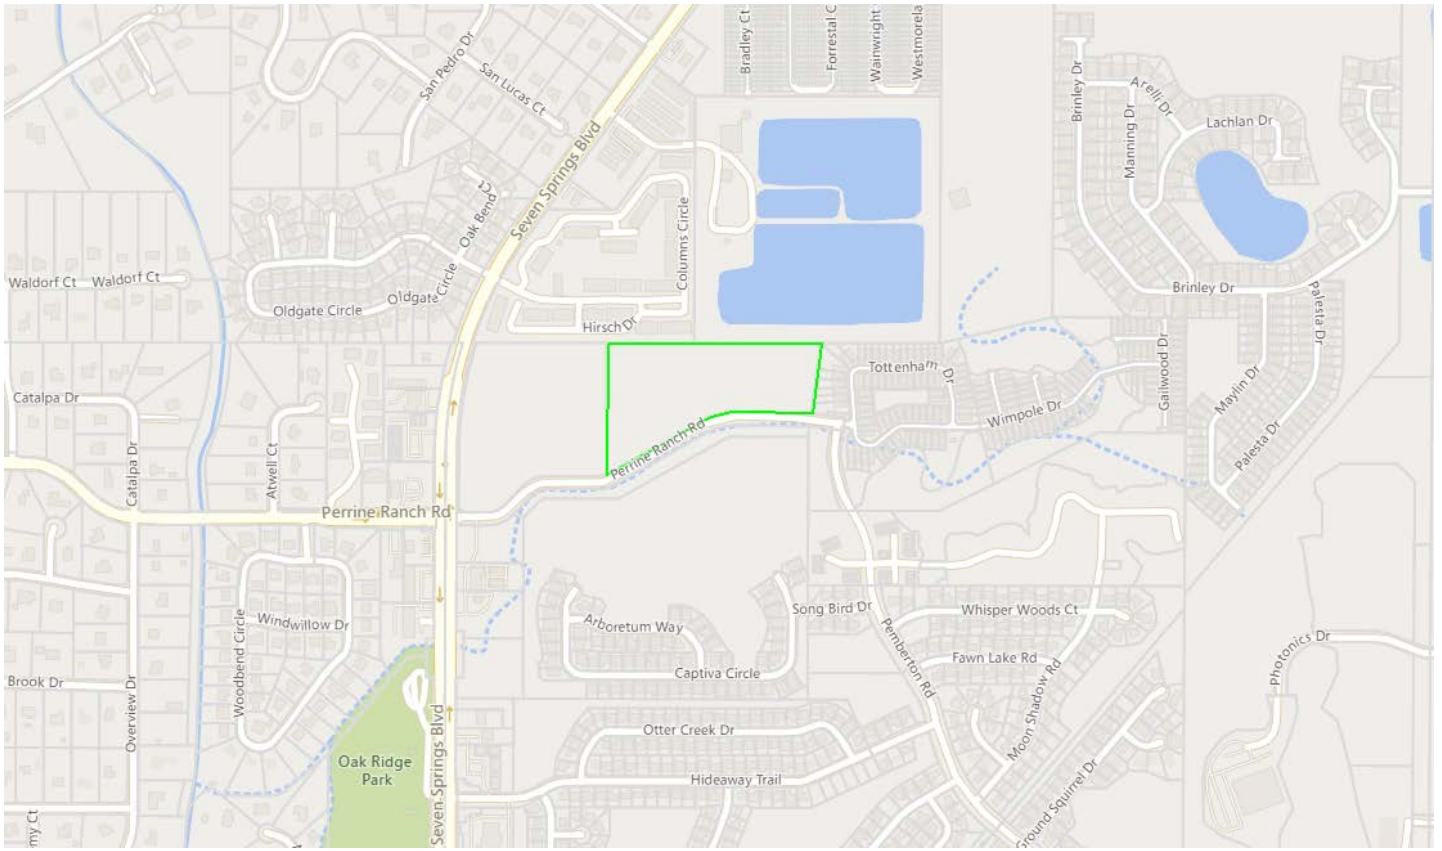 Bradley Ct
Forrestal C
Wainwright
Westmorela
San Pedro Dr
San Lucas Ct
Brinley Dr
Arelli Dr
Manning Dr
Lachlan Dr
Seven Springs Blvd
Oak Bend Ct
Columns Circle
Waldorf Ct
Waldorf Ct
Oldgate Circle
Oldgate Circle
Hirsch Dr
Brinley Dr
Palesta Dr
Catalpa Dr
Tottenham Dr
Gailwood Dr
Maylin Dr
Wimpole Dr
Catalpa Dr
Atwell Ct
Perrine Ranch Rd
Palesta Dr
Perrine Ranch Rd
Song Bird Dr
Whisper Woods Ct
Woodbend Circle
Windwillow Dr
Arboretum Way
Pemberton Rd
Fawn Lake Rd
Photonics Dr
Captiva Circle
Brook Dr
Overview Dr
Moon Shadow Rd
Otter Creek Dr
Seven Springs Blvd
Oak Ridge
Park
Hideaway Trail
Ground Squirrel Dr
my Ct